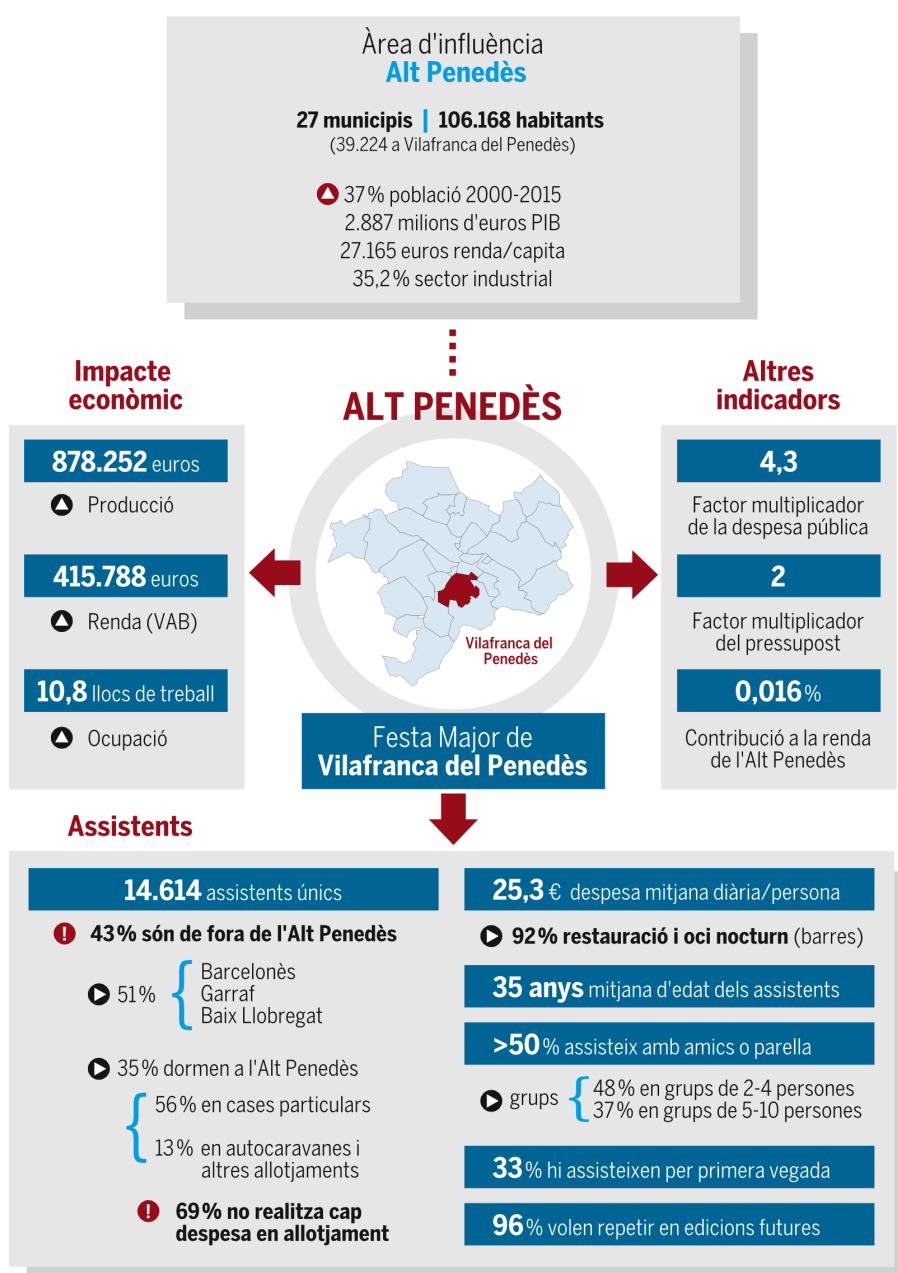 Àrea d'influència
Alt Penedès
27 municipis | 106.168 habitants
(39.224 a Vilafranca del Penedès)
37% població 2000-2015
2.887 milions d'euros PIB
27.165 euros renda/capita
35,2% sector industrial
Impacte
econòmic
878.252 euros
Producció
415.788 euros
Renda (VAB)
10,8 llocs de treball
Ocupació
ALT PENEDÈS
Vilafranca del
Penedès
Festa Major de
Vilafranca del Penedès
Altres
indicadors
4,3
Factor multiplicador
de la despesa pública
2
Factor multiplicador
del pressupost
0,016%
Contribució a la renda
de l'Alt Penedès
Assistents
14.614 assistents únics
43% són de fora de l'Alt Penedès
51%
Barcelonès
Garraf
Baix Llobregat
35% dormen a l'Alt Penedès
56% en cases particulars
13% en autocaravanes i
altres allotjaments
69% no realitza cap
despesa en allotjament
25,3 € despesa mitjana diària/persona
92% restauració i oci nocturn (barres)
35 anys mitjana d'edat dels assistents
>50% assisteix amb amics o parella
grups
48% en grups de 2-4 persones
37% en grups de 5-10 persones
33% hi assisteixen per primera vegada
96% volen repetir en edicions futures